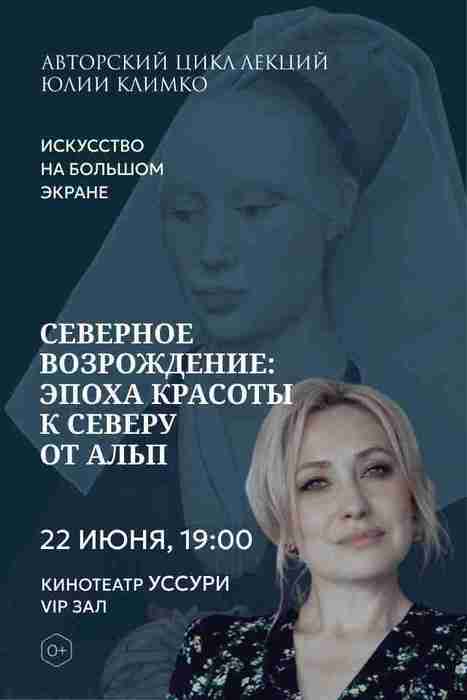 АВТОРСКИЙ ЦИКЛ ЛЕКЦИЙ
ЮЛИИ КЛИМКО
ИСКУССТВО
НА БОЛЬШОМ
ЭКРАНЕ
СЕВЕРНОЕ
ВОЗРОЖДЕНИЕ:
ЭПОХА КРАСОТЫ
К СЕВЕРУ
ОТ АЛЬП
22 ИЮНЯ, 19:00
КИНОТЕАТР УССУРИ
VIP ЗАЛ
0+